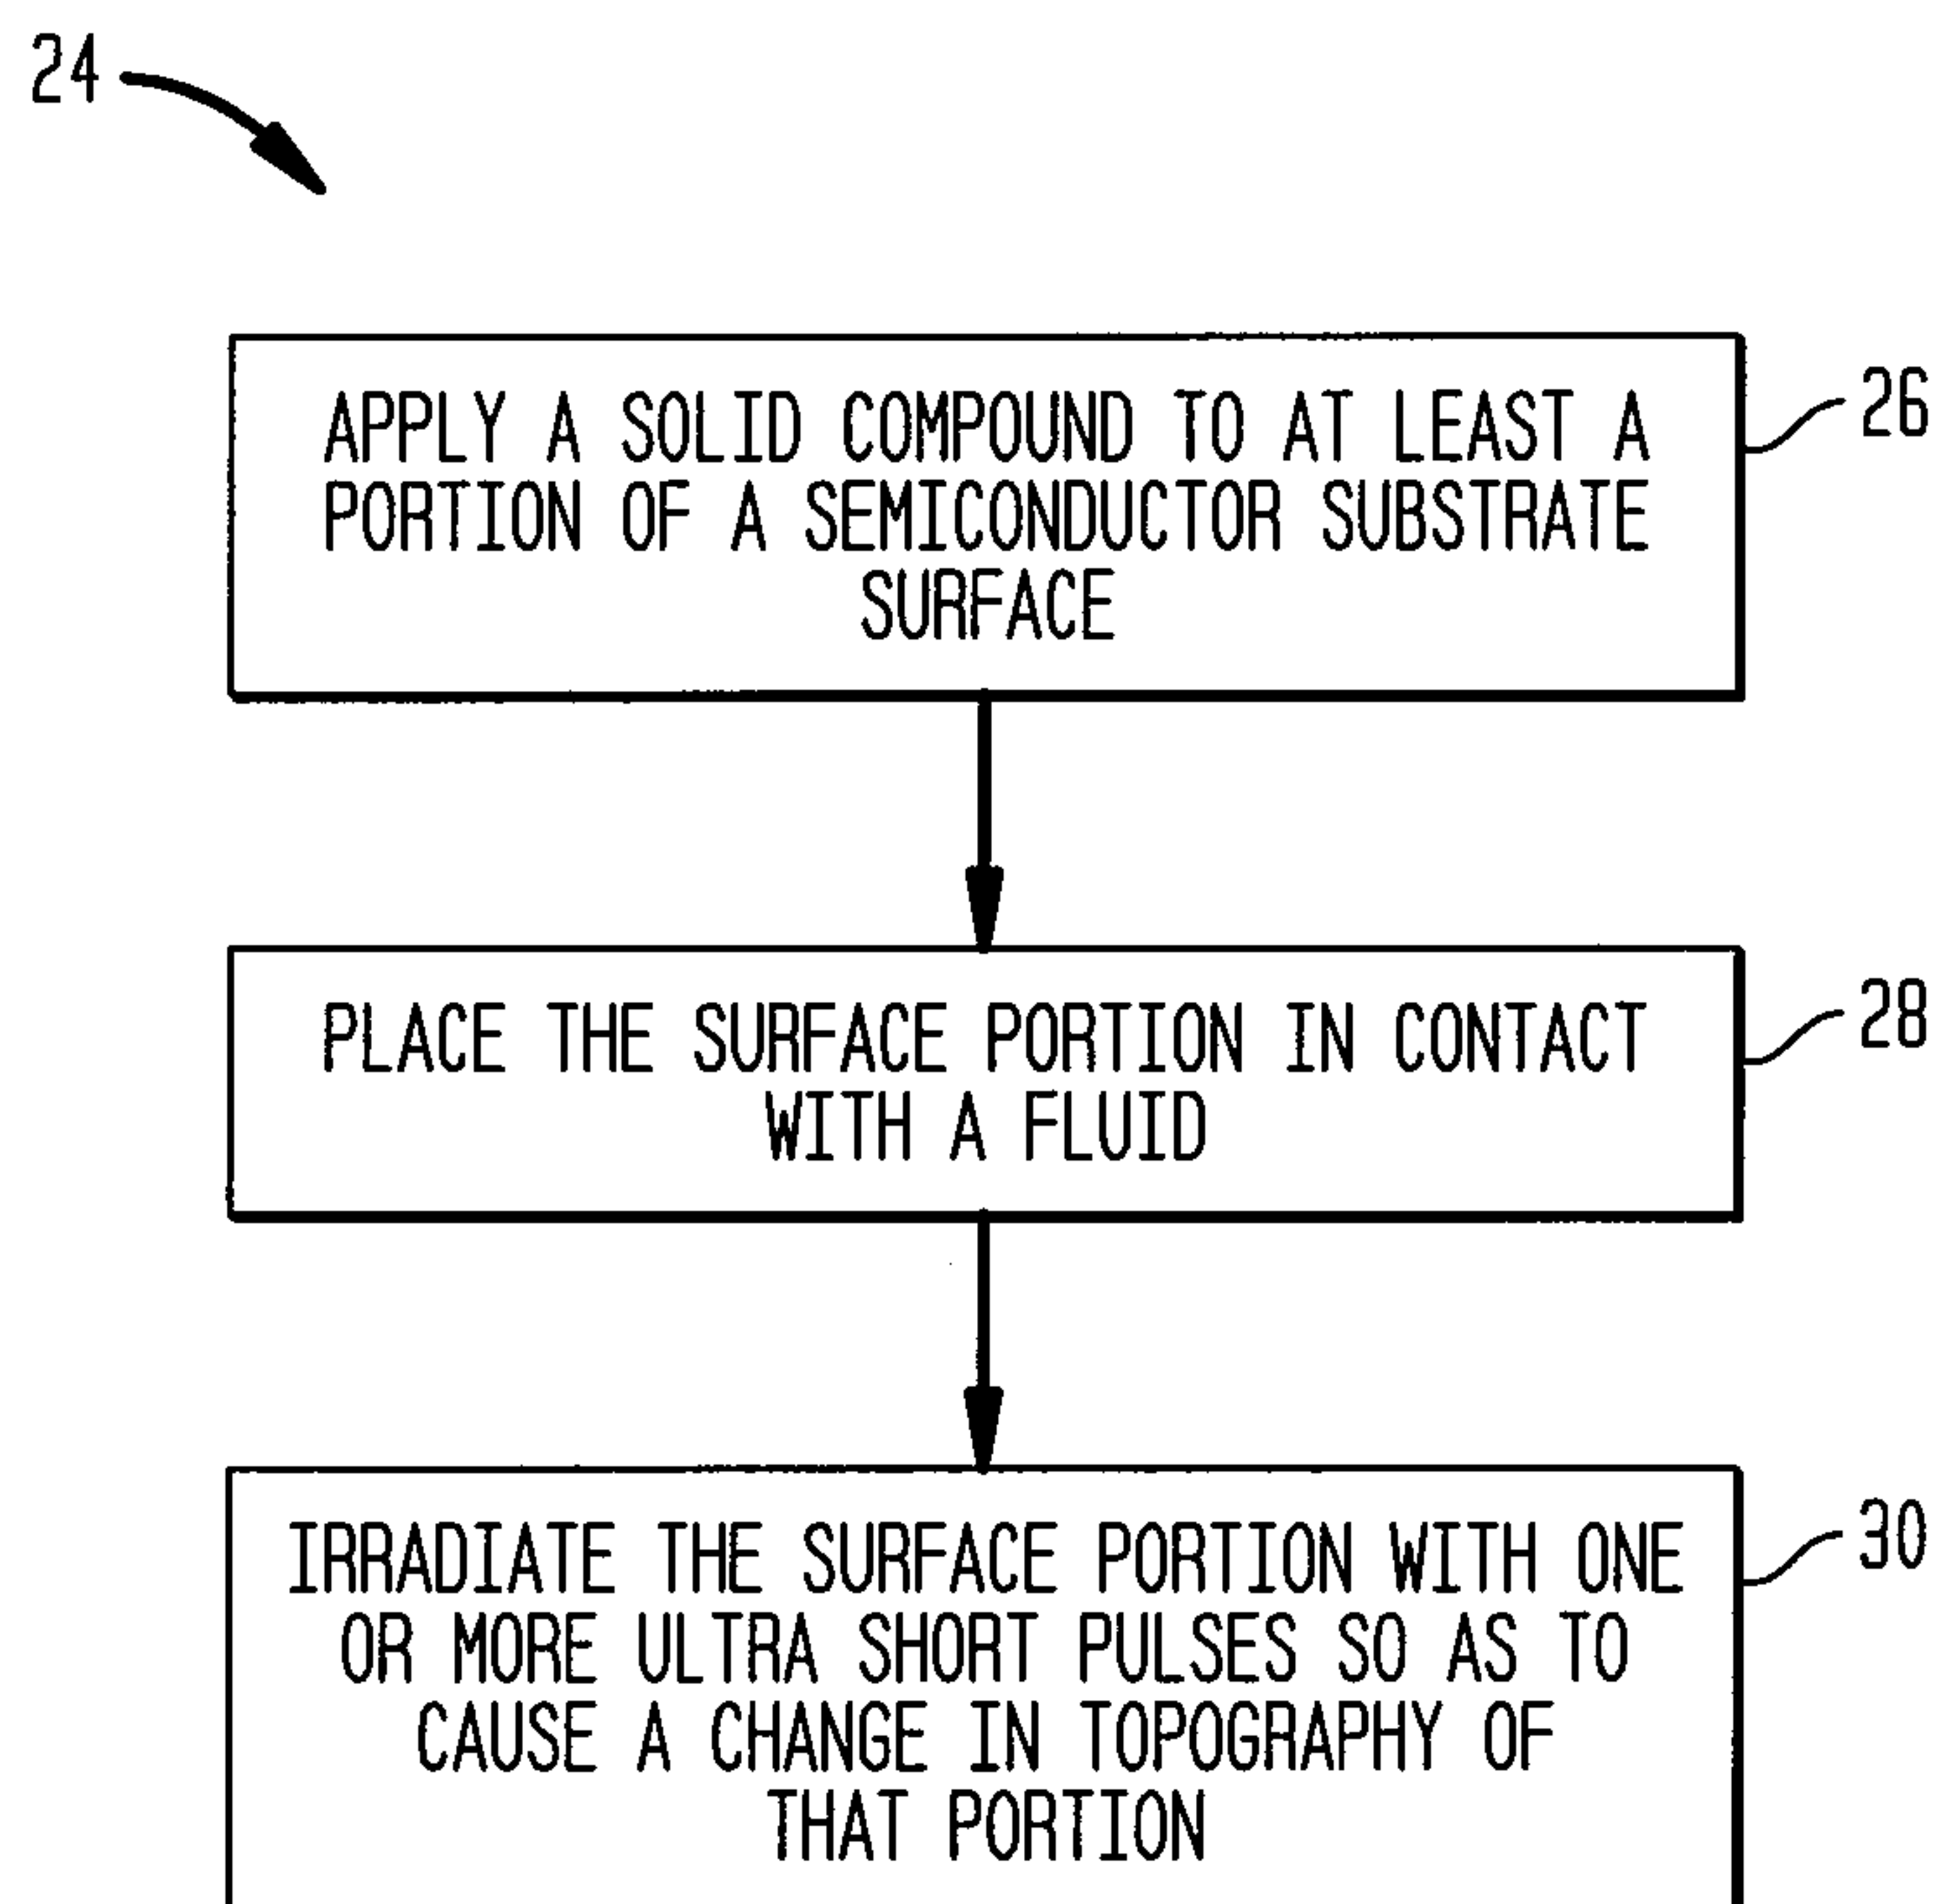 24
APPLY A SOLID COMPOUND TO AT LEAST A
PORTION OF A SEMICONDUCTOR SUBSTRATE
SURFACE
26
PLACE THE SURFACE PORTION IN CONTACT
WITH A FLUID
28
IRRADIATE THE SURFACE PORTION WITH ONE
OR MORE ULTRA SHORT PULSES SO AS TO
CAUSE A CHANGE IN TOPOGRAPHY OF
THAT PORTION
30